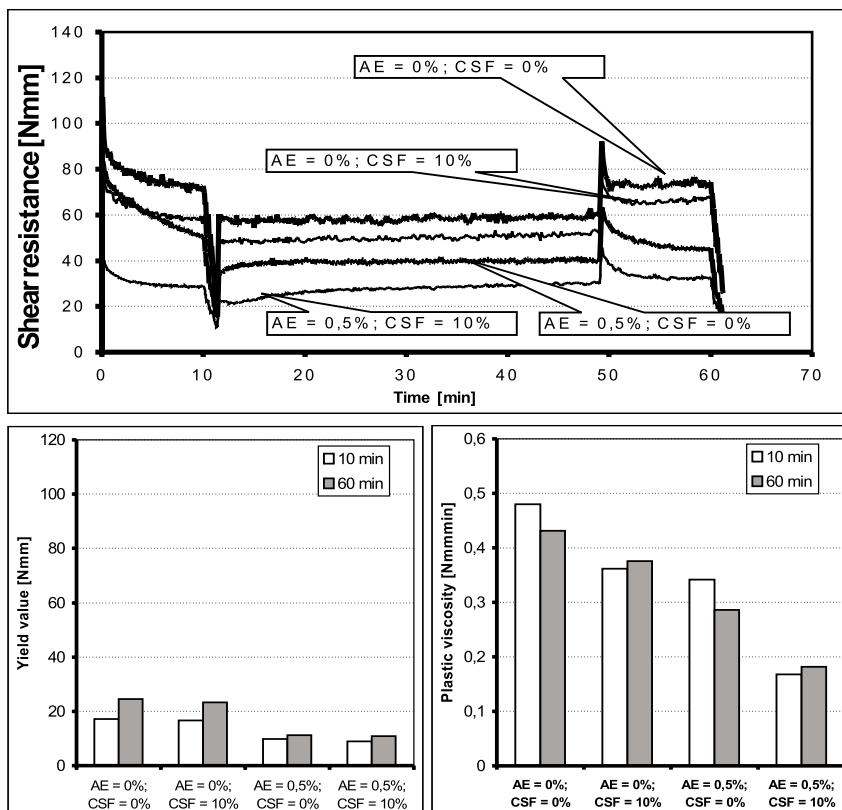 140
120
100
80
60
40
20
0
Shear resistance [Nmm]
AE = 0%; CSF = 0%
AE = 0%; CSF = 10%
AE = 0,5%; CSF = 10%
AE = 0,5%; CSF = 0%
0 10 20 30 40 50 60 70
Time [min]
120
100
80
60
40
20
0
Yield value [Nmm]
10 min
60 min
AE = 0%; AE = 0%; AE = 0,5%; AE = 0,5%;
CSF = 0% CSF = 10% CSF = 0% CSF = 10%
0,6
0,5
0,4
0,3
0,2
0,1
0
Plastic viscosity [Nmmmin]
10 min
60 min
AE = 0%; AE = 0%; AE = 0,5%; AE = 0,5%;
CSF = 0% CSF = 10% CSF = 0% CSF = 10%